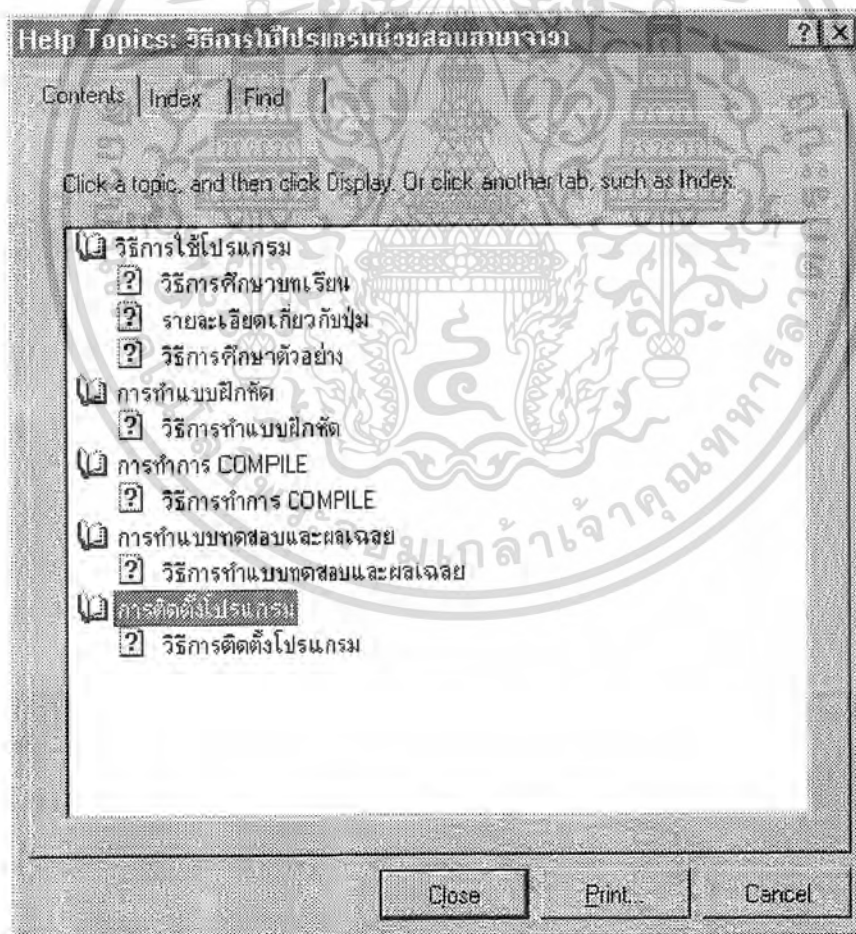 Help Topics: วิธีการใช้โปรแกรมช่วยสอนภาษาจาวา
Contents Index Find
Click a topic, and then click Display. Or click another tab, such as Index.
วิธีการใช้โปรแกรม
วิธีการศึกษาบทเรียน
รายละเอียดเกี่ยวกับปุ่ม
วิธีการศึกษาตัวอย่าง
การทำแบบฝึกหัด
วิธีการทำแบบฝึกหัด
การทำการ COMPILE
วิธีการทำการ COMPILE
การทำแบบทดสอบและผลเฉลย
วิธีการทำแบบทดสอบและผลเฉลย
การติดตั้งโปรแกรม
วิธีการติดตั้งโปรแกรม
Close Print... Cancel